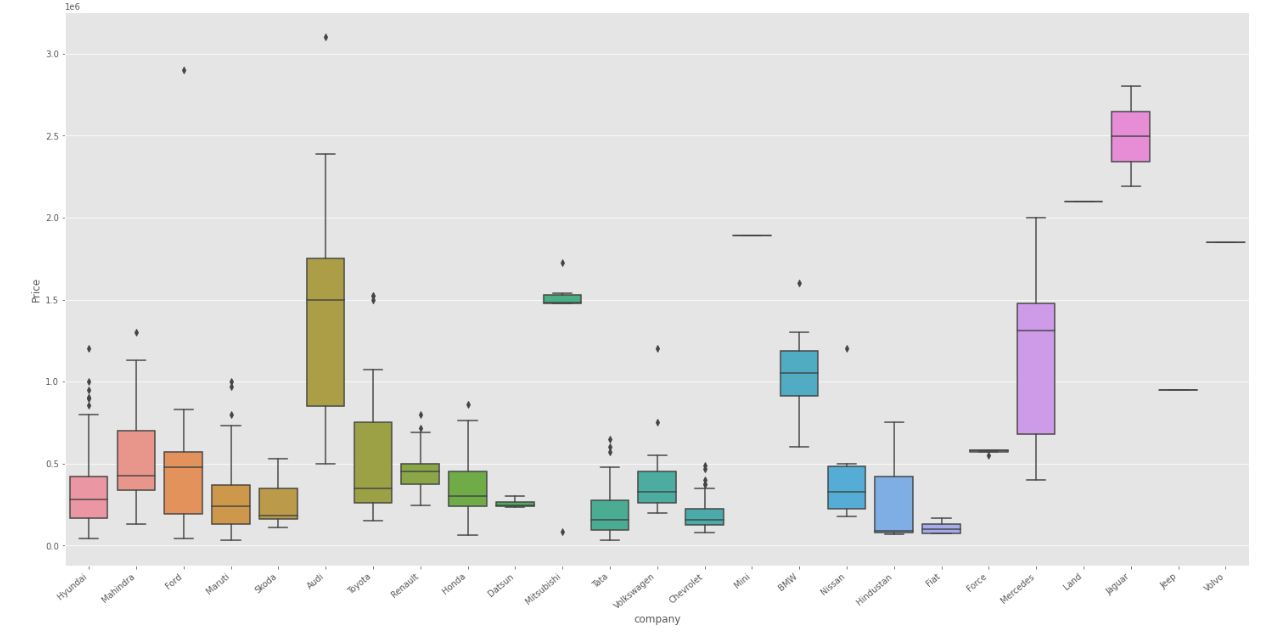 1e6
3.0
2.5
2.0
1.5
1.0
0.5
0.0
Price
Hyundai
Mahindra
Ford
Maruti
Skoda
Audi
Toyota
Renault
Honda
Datsun
Mitsubishi
Tata
Volkswagen
Chevrolet
Mini
BMW
Nissan
Hindustan
Fiat
Force
Mercedes
Land
Jaguar
Jeep
Volvo
company